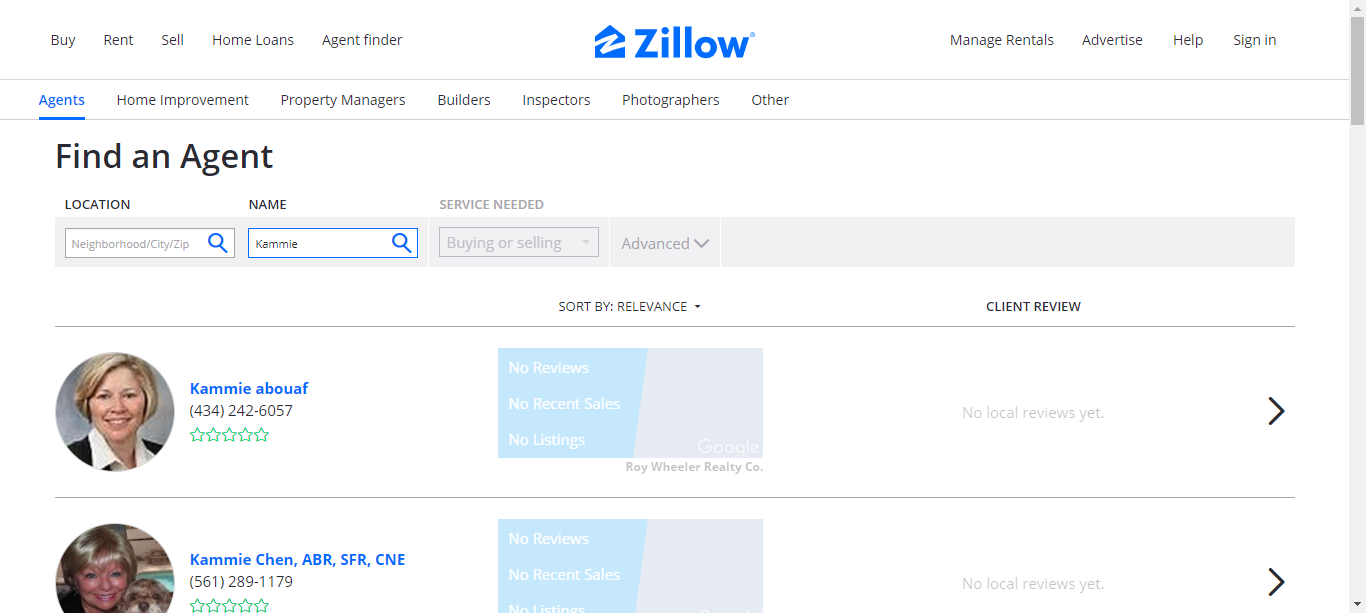 Buy Rent Sell Home Loans Agent finder Zillow® Manage Rentals Advertise Help Sign in
Agents Home Improvement Property Managers Builders Inspectors Photographers Other
Find an Agent
LOCATION NAME SERVICE NEEDED
Neighborhood/City/Zip Kammie Buying or selling Advanced
SORT BY: RELEVANCE CLIENT REVIEW
Kammie abouaf
(434) 242-6057
No Reviews
No Recent Sales
No Listings
Google
Roy Wheeler Realty Co.
No local reviews yet.
Kammie Chen, ABR, SFR, CNE
(561) 289-1179
No Reviews
No Recent Sales
No Listings
No local reviews yet.